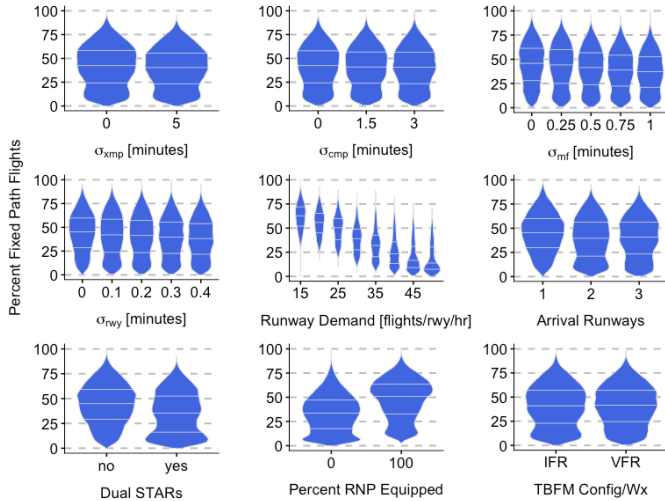 Percent Fixed Path Flights
100
75
50
25
0
0 5
σxmp [minutes]
100
75
50
25
0
0 1.5 3
σcmp [minutes]
100
75
50
25
0
0 0.25 0.5 0.75 1
σmf [minutes]
100
75
50
25
0
0 0.1 0.2 0.3 0.4
σrwy [minutes]
100
75
50
25
0
15 25 35 45
Runway Demand [flights/rwy/hr]
100
75
50
25
0
1 2 3
Arrival Runways
100
75
50
25
0
no yes
Dual STARs
100
75
50
25
0
0 100
Percent RNP Equipped
100
75
50
25
0
IFR VFR
TBFM Config/Wx